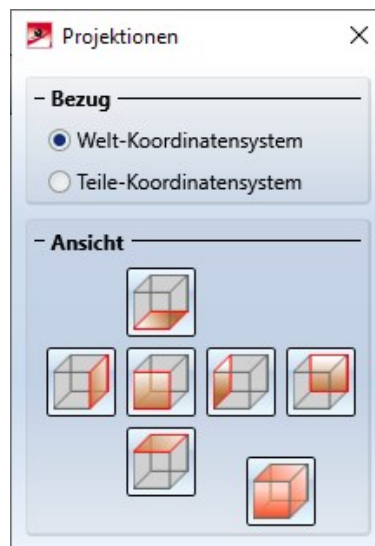 Projektionen
Bezug
Welt-Koordinatensystem
Teile-Koordinatensystem
Ansicht